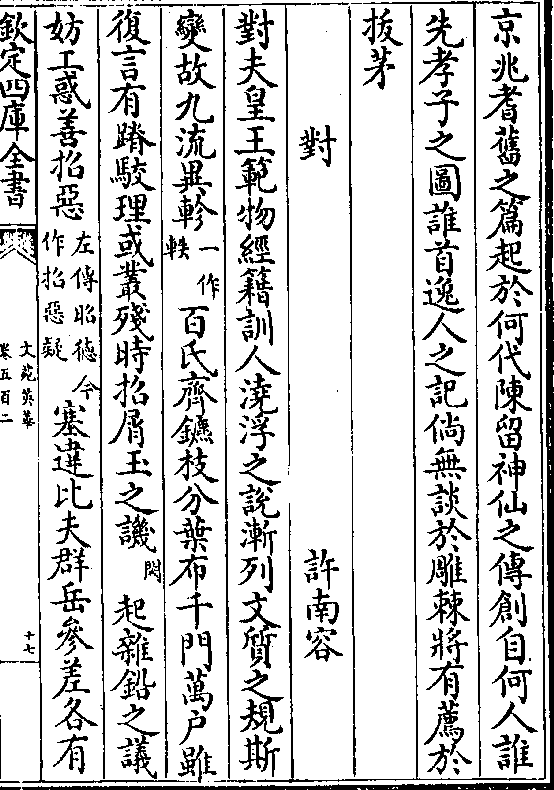 京兆耆舊之篇起於何代陳留神仙之傳創自何人誰
先孝子之圖誰首逸人之記倘無談於雕棘將有薦於
拔茅
對 許南容
對夫皇王範物經籍訓人澆浮之說漸列文質之規斯
變故九流異軫一作軼百氏齊鑣枝分葉布千門萬户雖
復言有踳駮理或叢殘時招屑玉之譏閔起雜鉛之議
妨工惑善招惡左傳昭德今作招惡疑塞違比夫群岳參差各有
欽定四庫全書
文苑英華
卷五百二
十七